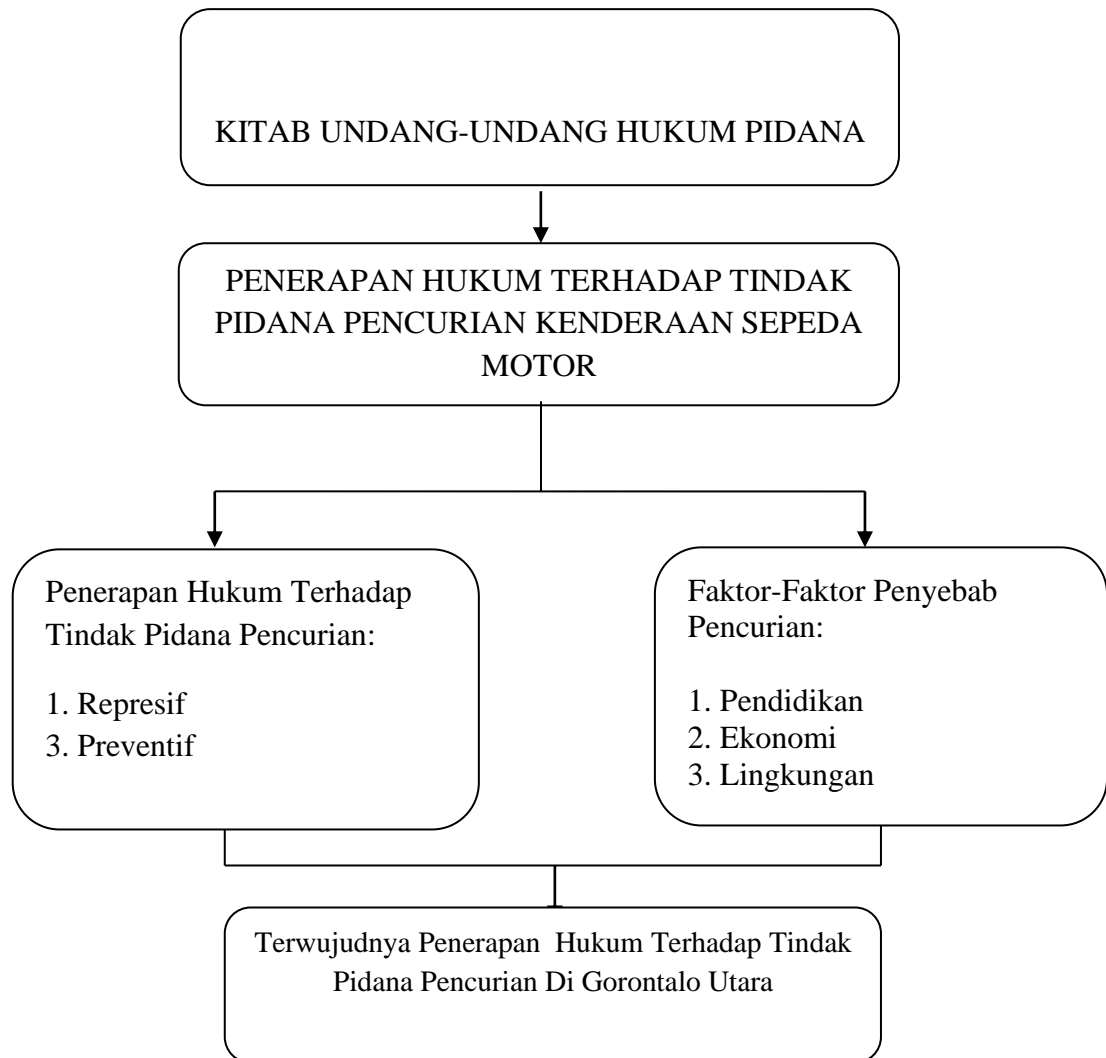 KITAB UNDANG-UNDANG HUKUM PIDANA
PENERAPAN HUKUM TERHADAP TINDAK
PIDANA PENCURIAN KENDERAAN SEPEDA
MOTOR
Penerapan Hukum Terhadap
Tindak Pidana Pencurian:
1. Represif
3. Preventif
Faktor-Faktor Penyebab
Pencurian:
1. Pendidikan
2. Ekonomi
3. Lingkungan
Terwujudnya Penerapan  Hukum Terhadap Tindak
Pidana Pencurian Di Gorontalo Utara